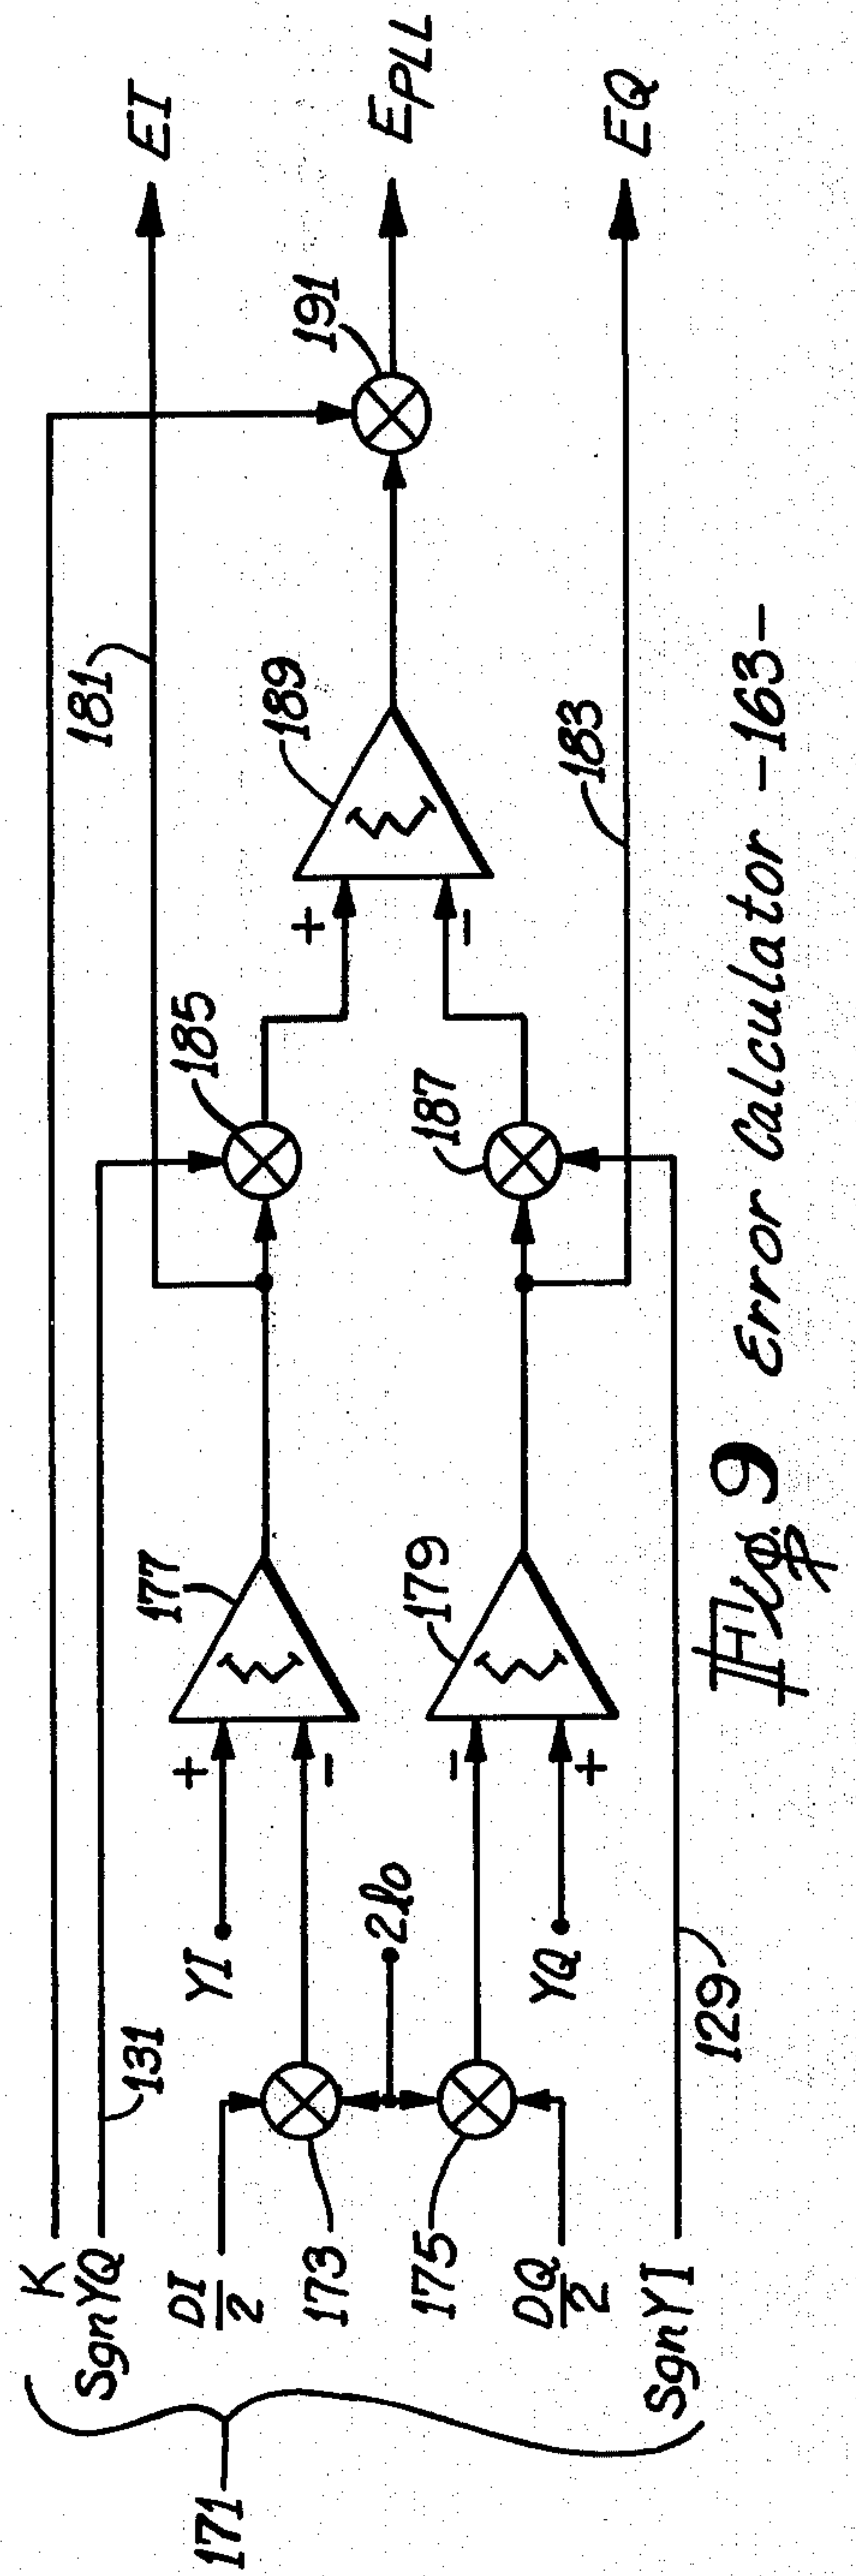 K
SgnYQ
131
DI
2
173
YI
+
−
177
181
EI
185
+
−
189
191
EPLL
2lo
171
175
DQ
2
YQ
−
+
179
187
183
EQ
SgnYI
129
Fig. 9 Error Calculator -163-